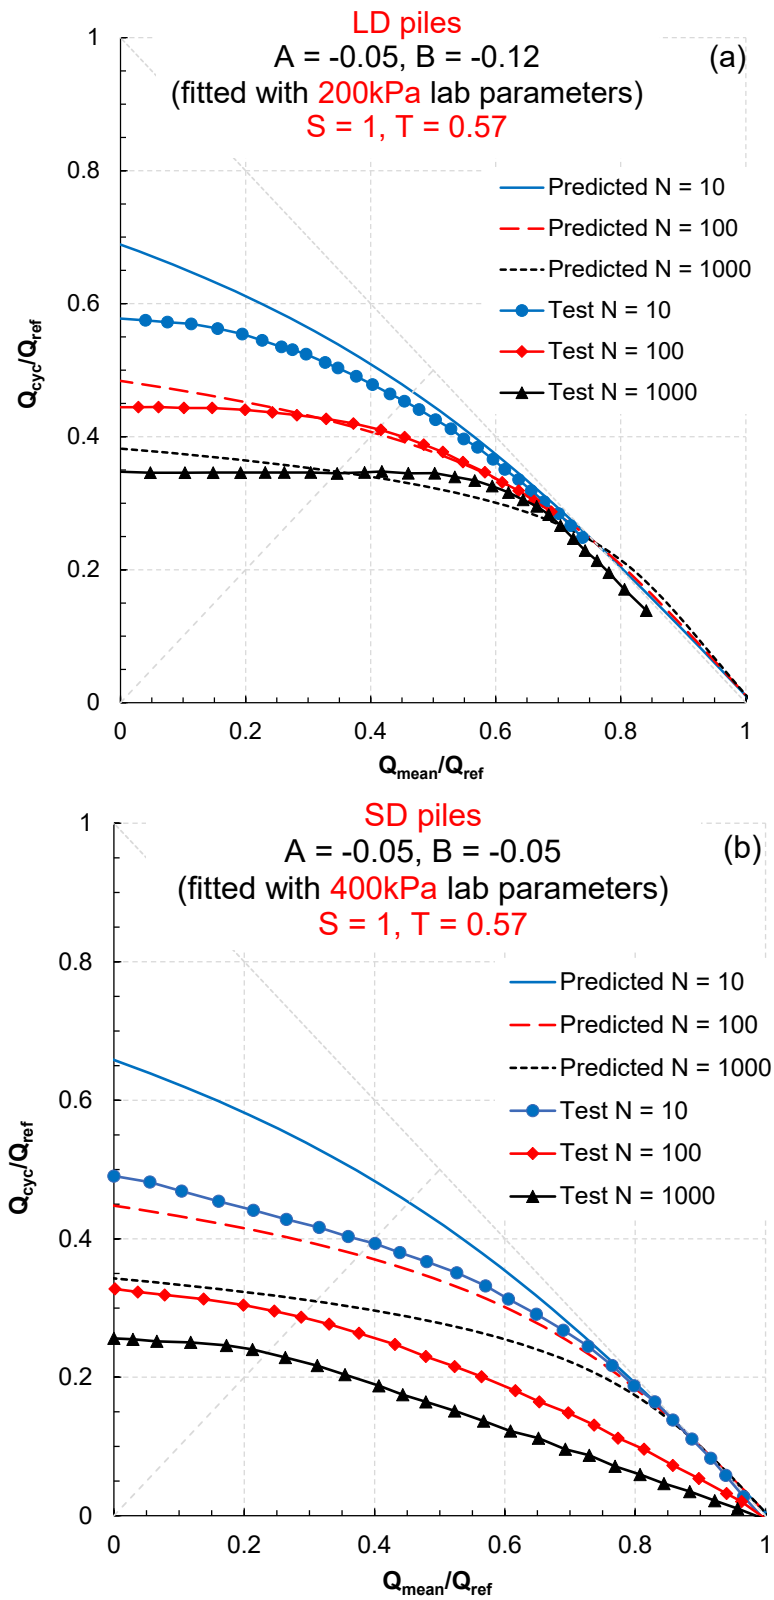 LD piles
(a)
A = -0.05, B = -0.12
(fitted with 200kPa lab parameters)
S = 1, T = 0.57
Predicted N = 10
Predicted N = 100
Predicted N = 1000
Test N = 10
Test N = 100
Test N = 1000
Qcyc/Qref
1
0.8
0.6
0.4
0.2
0
0 0.2 0.4 0.6 0.8 1
Qmean/Qref
SD piles
(b)
A = -0.05, B = -0.05
(fitted with 400kPa lab parameters)
S = 1, T = 0.57
Predicted N = 10
Predicted N = 100
Predicted N = 1000
Test N = 10
Test N = 100
Test N = 1000
Qcyc/Qref
1
0.8
0.6
0.4
0.2
0
0 0.2 0.4 0.6 0.8 1
Qmean/Qref